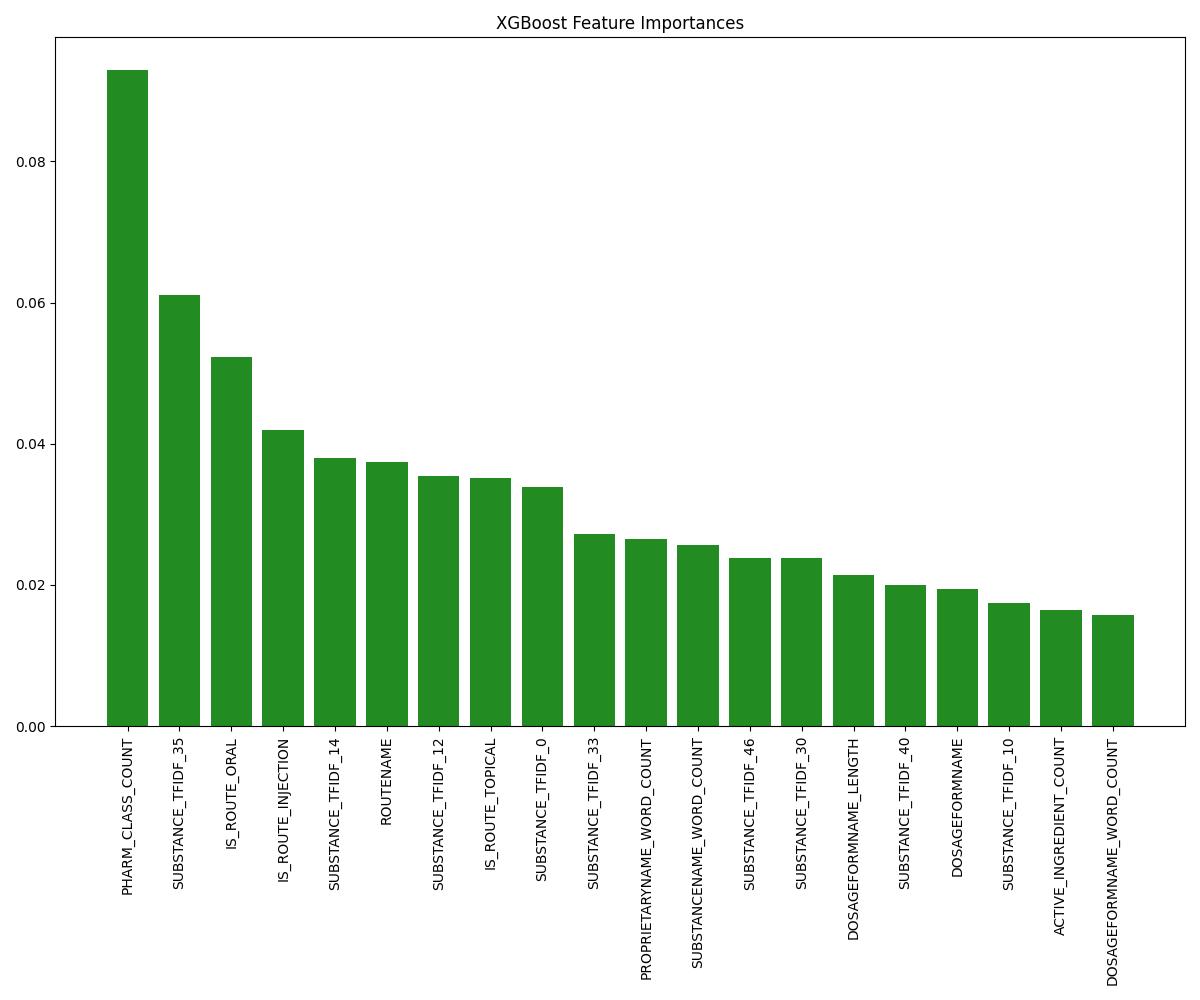 XGBoost Feature Importances
0.08
0.06
0.04
0.02
0.00
PHARM_CLASS_COUNT
SUBSTANCE_TFIDF_35
IS_ROUTE_ORAL
IS_ROUTE_INJECTION
SUBSTANCE_TFIDF_14
ROUTENAME
SUBSTANCE_TFIDF_12
IS_ROUTE_TOPICAL
SUBSTANCE_TFIDF_0
SUBSTANCE_TFIDF_33
PROPRIETARYNAME_WORD_COUNT
SUBSTANCENAME_WORD_COUNT
SUBSTANCE_TFIDF_46
SUBSTANCE_TFIDF_30
DOSAGEFORMNAME_LENGTH
SUBSTANCE_TFIDF_40
DOSAGEFORMNAME
SUBSTANCE_TFIDF_10
ACTIVE_INGREDIENT_COUNT
DOSAGEFORMNAME_WORD_COUNT